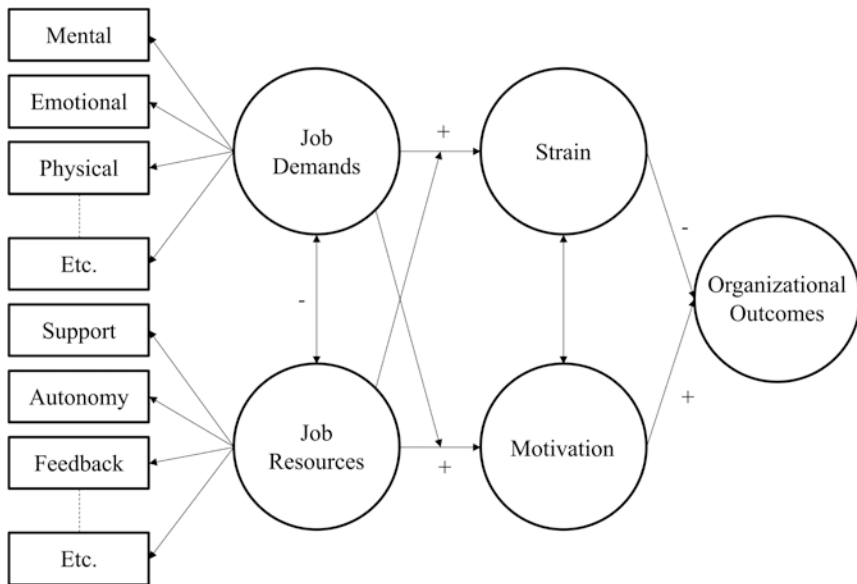 Mental
Emotional
Physical
Etc.
Support
Autonomy
Feedback
Etc.
Job
Demands
-
Job
Resources
+
+
Strain
Motivation
-
+
Organizational
Outcomes